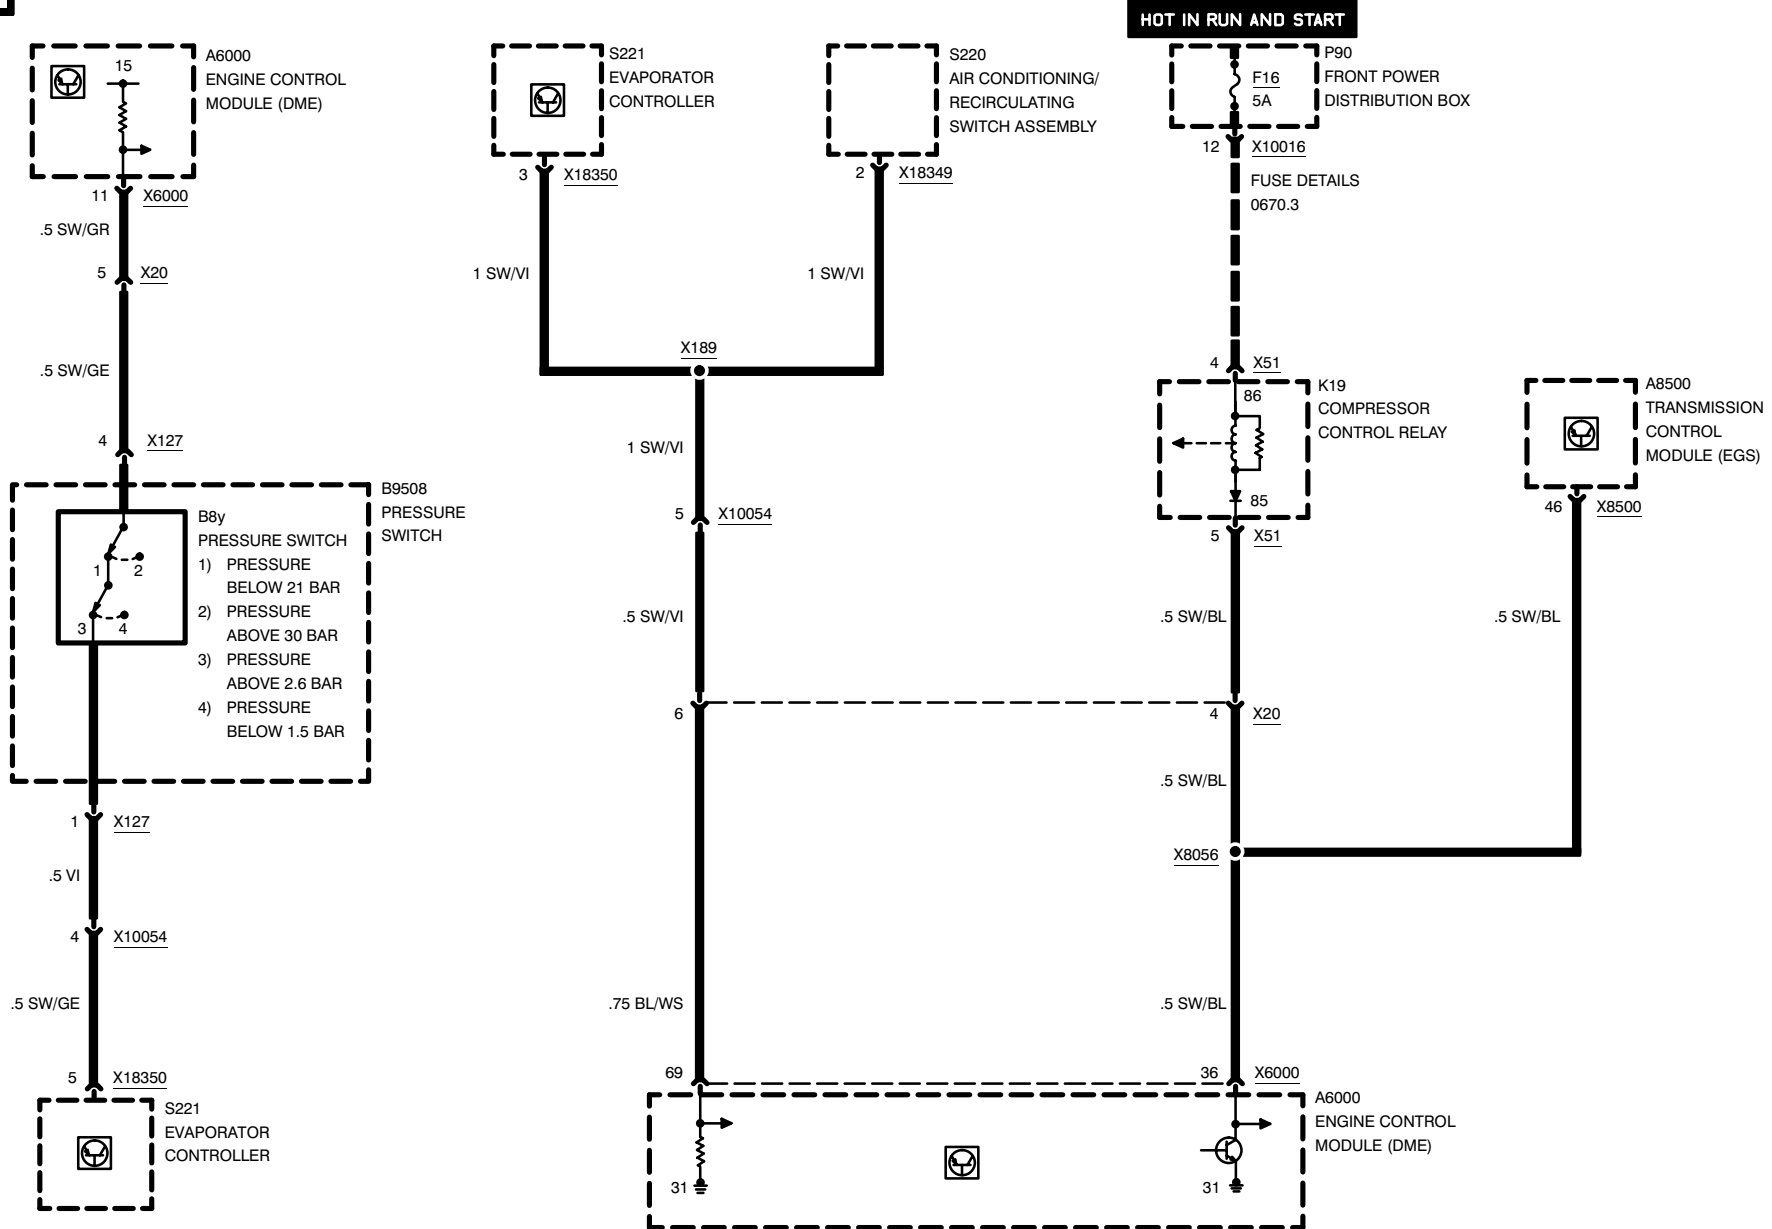 HOT IN RUN AND START
15
A6000
ENGINE CONTROL
MODULE (DME)
11 X6000
.5 SW/GR
5 X20
.5 SW/GE
4 X127
B9508
PRESSURE
SWITCH
B8y
PRESSURE SWITCH
1) PRESSURE
BELOW 21 BAR
2) PRESSURE
ABOVE 30 BAR
3) PRESSURE
ABOVE 2.6 BAR
4) PRESSURE
BELOW 1.5 BAR
1 2
3 4
1 X127
.5 VI
4 X10054
.5 SW/GE
5 X18350
S221
EVAPORATOR
CONTROLLER
S221
EVAPORATOR
CONTROLLER
3 X18350
1 SW/VI
S220
AIR CONDITIONING/
RECIRCULATING
SWITCH ASSEMBLY
2 X18349
1 SW/VI
X189
1 SW/VI
5 X10054
.5 SW/VI
6
.75 BL/WS
69
31
P90
FRONT POWER
DISTRIBUTION BOX
F16
5A
12 X10016
FUSE DETAILS
0670.3
4 X51
86
K19
COMPRESSOR
CONTROL RELAY
85
5 X51
.5 SW/BL
4 X20
.5 SW/BL
X8056
.5 SW/BL
36 X6000
A6000
ENGINE CONTROL
MODULE (DME)
31
A8500
TRANSMISSION
CONTROL
MODULE (EGS)
46 X8500
.5 SW/BL